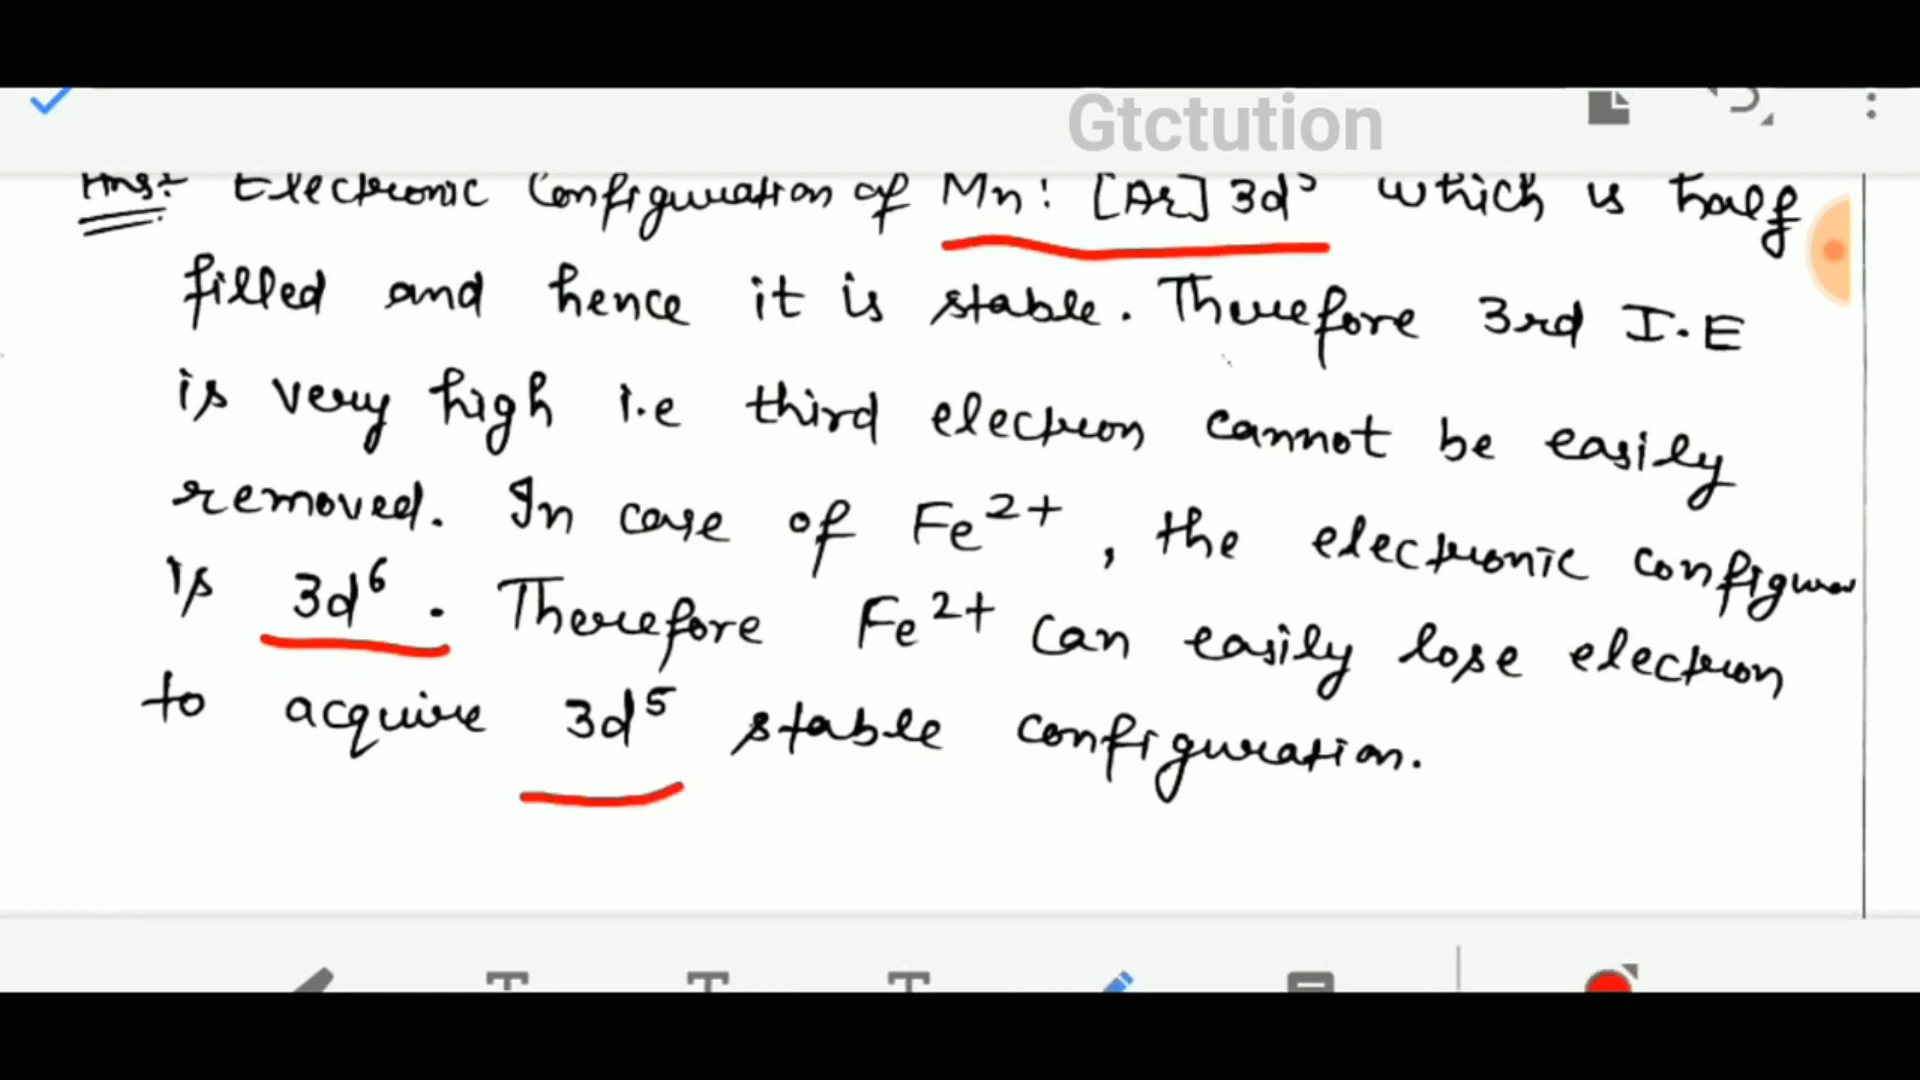 Gtctution
Ans:- Electronic Configuration of Mn: [Ar] 3d⁵ which is half
filled and hence it is stable. Therefore 3rd I.E
is very high i.e third electron cannot be easily
removed. In case of Fe²⁺, the electronic configura
is 3d⁶. Therefore Fe²⁺ can easily lose electron
to acquire 3d⁵ stable configuration.